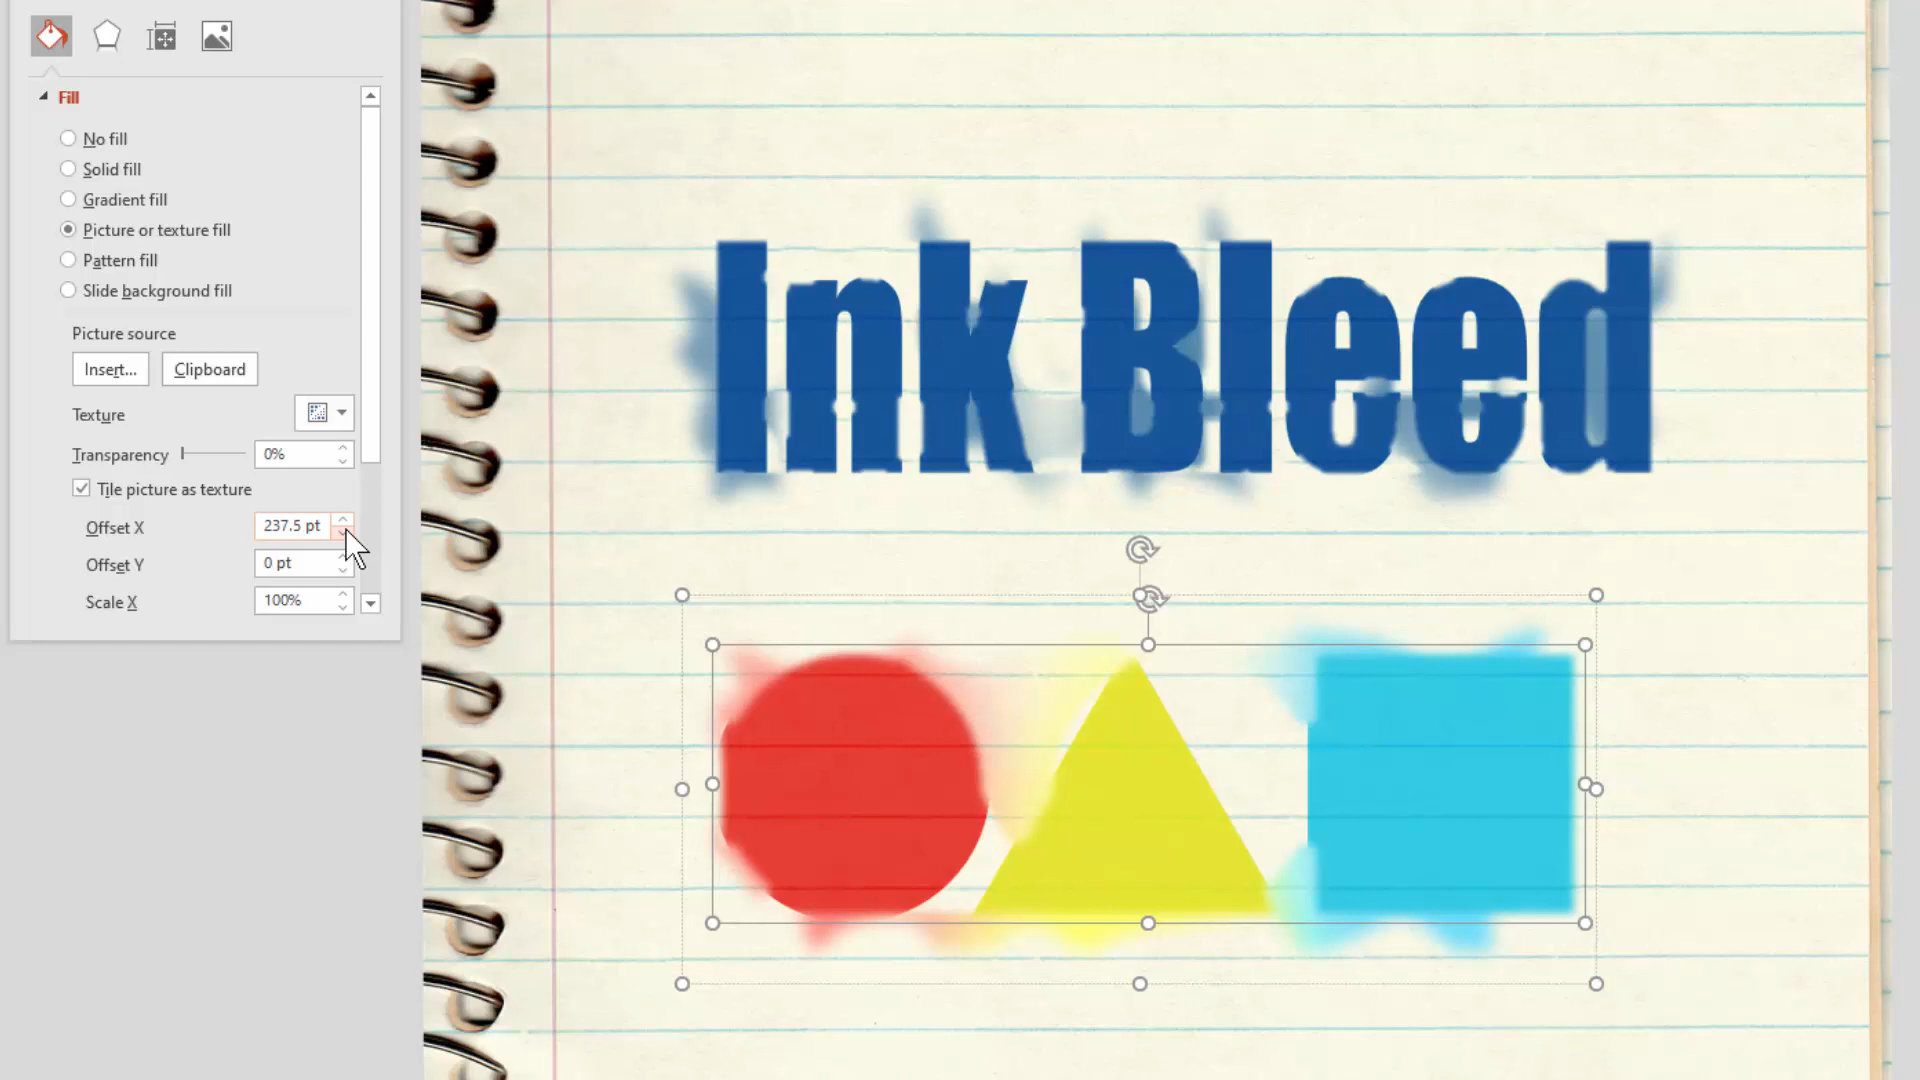 Fill
No fill
Solid fill
Gradient fill
Picture or texture fill
Pattern fill
Slide background fill
Picture source
Insert... Clipboard
Texture
Transparency 0%
Tile picture as texture
Offset X 237.5 pt
Offset Y 0 pt
Scale X 100%
Ink Bleed